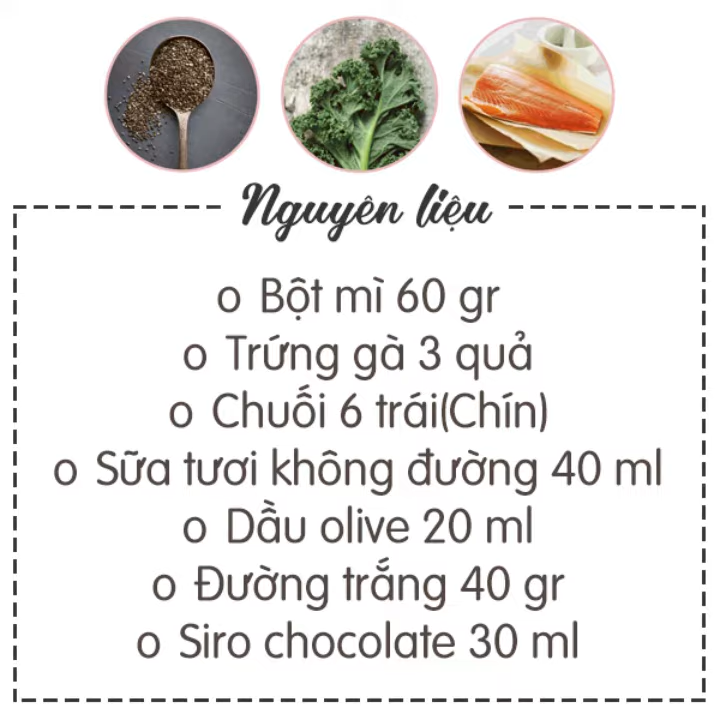 Nguyên liệu
o Bột mì 60 gr
o Trứng gà 3 quả
o Chuối 6 trái(Chín)
o Sữa tươi không đường 40 ml
o Dầu olive 20 ml
o Đường trắng 40 gr
o Siro chocolate 30 ml